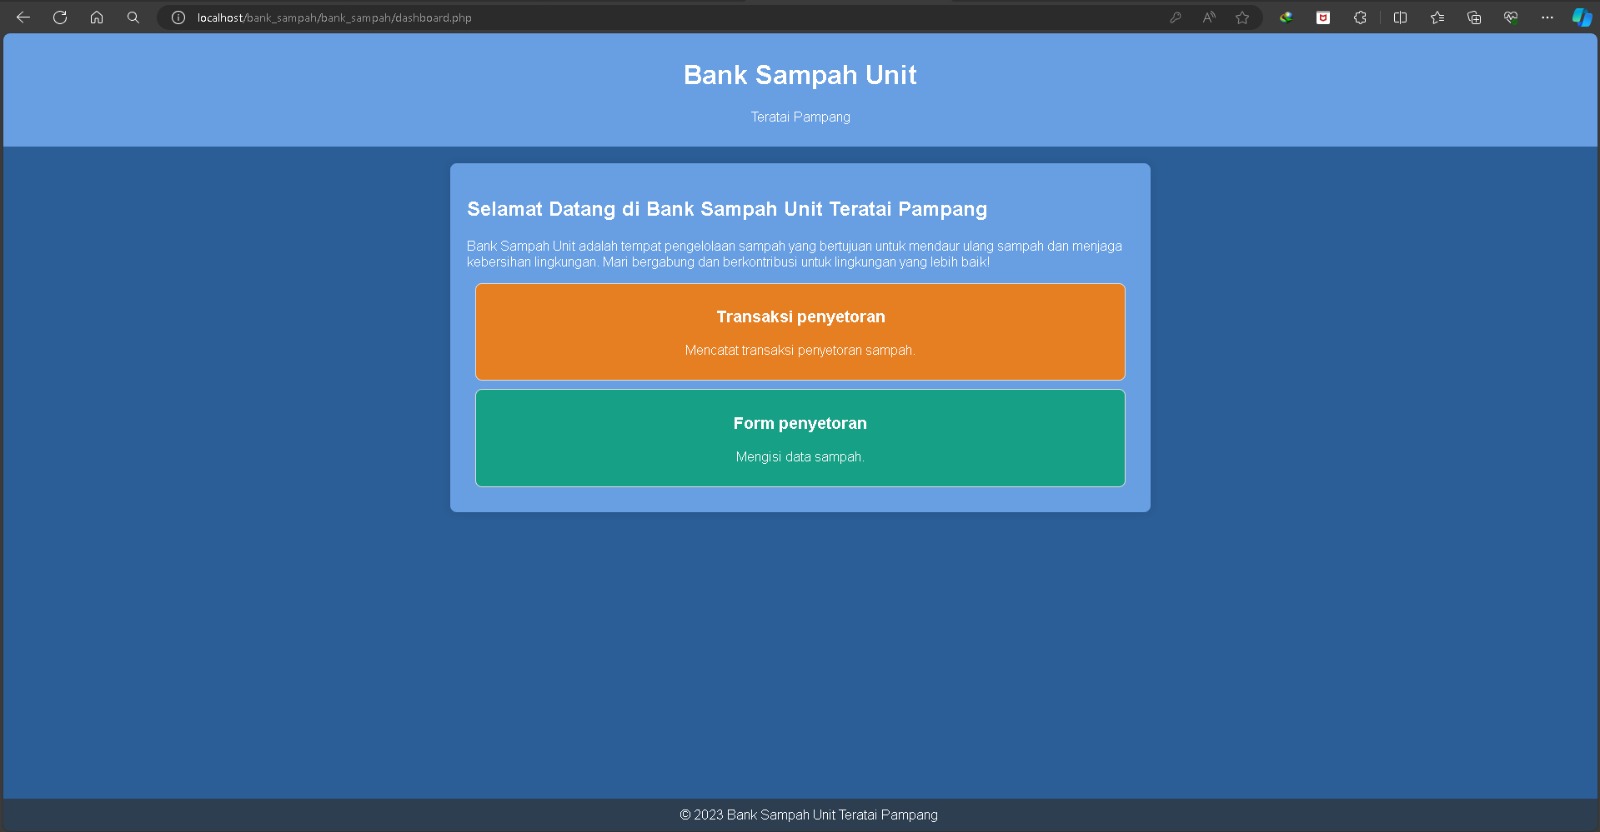 localhost/bank_sampah/bank_sampah/dashboard.php
Bank Sampah Unit
Teratai Pampang
Selamat Datang di Bank Sampah Unit Teratai Pampang
Bank Sampah Unit adalah tempat pengelolaan sampah yang bertujuan untuk mendaur ulang sampah dan menjaga
kebersihan lingkungan. Mari bergabung dan berkontribusi untuk lingkungan yang lebih baik!
Transaksi penyetoran
Mencatat transaksi penyetoran sampah.
Form penyetoran
Mengisi data sampah.
© 2023 Bank Sampah Unit Teratai Pampang